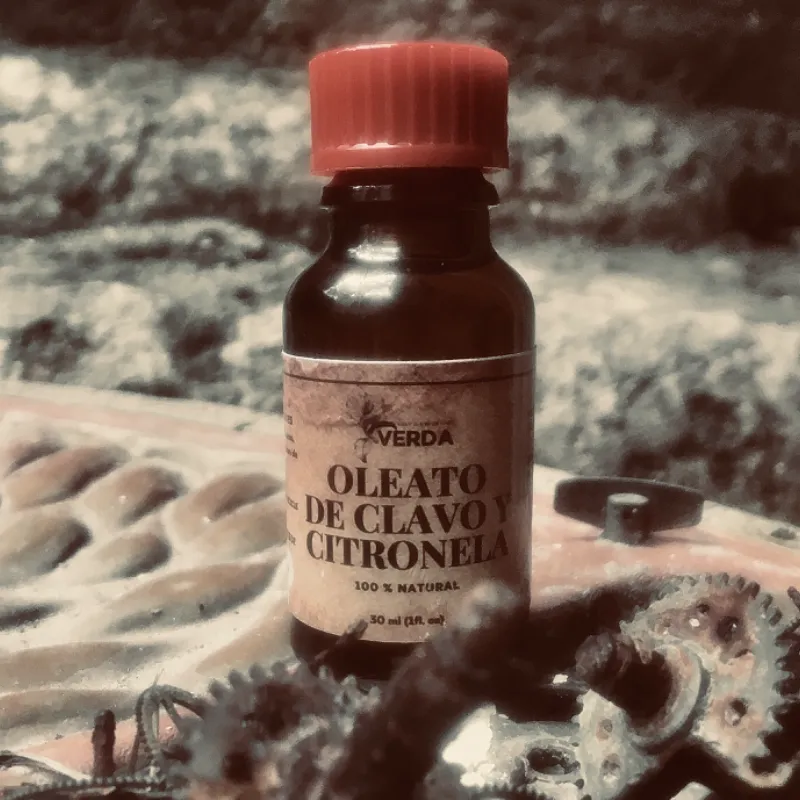 VERDA
OLEATO
DE CLAVO Y
CITRONELA
100 % NATURAL
30 ml (1fl. oz)